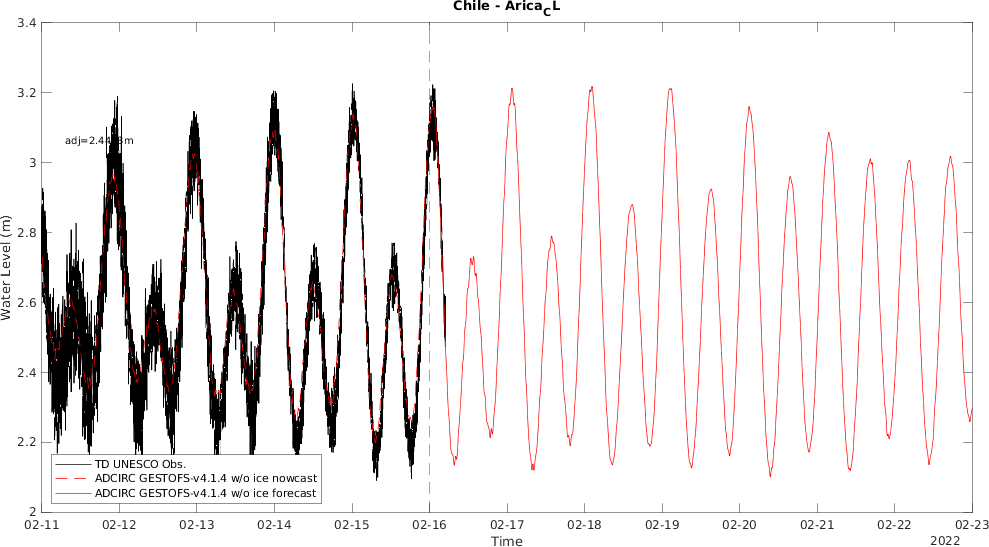 Chile - Arica_CL
3.4
3.2
3
2.8
2.6
2.4
2.2
2
Water Level (m)
TD UNESCO Obs.
ADCIRC GESTOFS-v4.1.4 w/o ice nowcast
ADCIRC GESTOFS-v4.1.4 w/o ice forecast
02-11 02-12 02-13 02-14 02-15 02-16 02-17 02-18 02-19 02-20 02-21 02-22 02-23
Time
2022